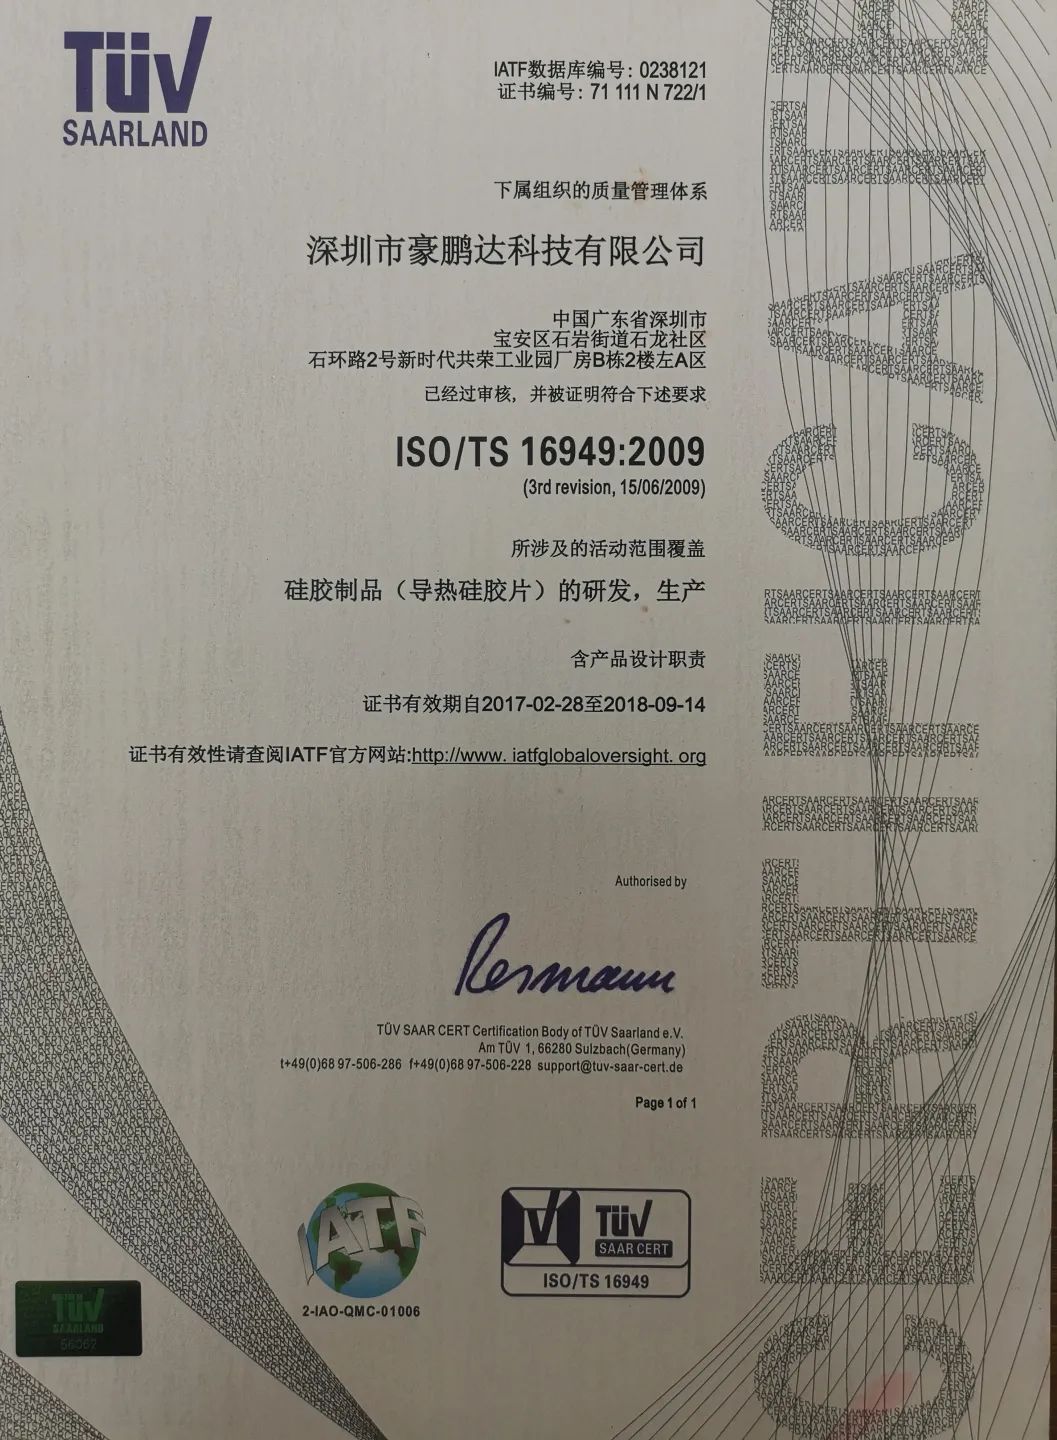 TÜV
SAARLAND
IATF数据库编号: 0238121
证书编号: 71 111 N 722/1
下属组织的质量管理体系
深圳市豪鹏达科技有限公司
中国广东省深圳市
宝安区石岩街道石龙社区
石环路2号新时代共荣工业园厂房B栋2楼左A区
已经过审核, 并被证明符合下述要求
ISO/TS 16949:2009
(3rd revision, 15/06/2009)
所涉及的活动范围覆盖
硅胶制品（导热硅胶片）的研发，生产
含产品设计职责
证书有效期自2017-02-28至2018-09-14
证书有效性请查阅IATF官方网站:http://www. iatfglobaloversight. org
Authorised by
TÜV SAAR CERT Certification Body of TÜV Saarland e.V.
Am TÜV 1, 66280 Sulzbach(Germany)
t+49(0)68 97-506-286 f+49(0)68 97-506-228 support@tuv-saar-cert.de
Page 1 of 1
IATF
2-IAO-QMC-01006
TÜV
SAAR CERT
ISO/TS 16949
TÜV
SAARLAND
CERTIFICAT